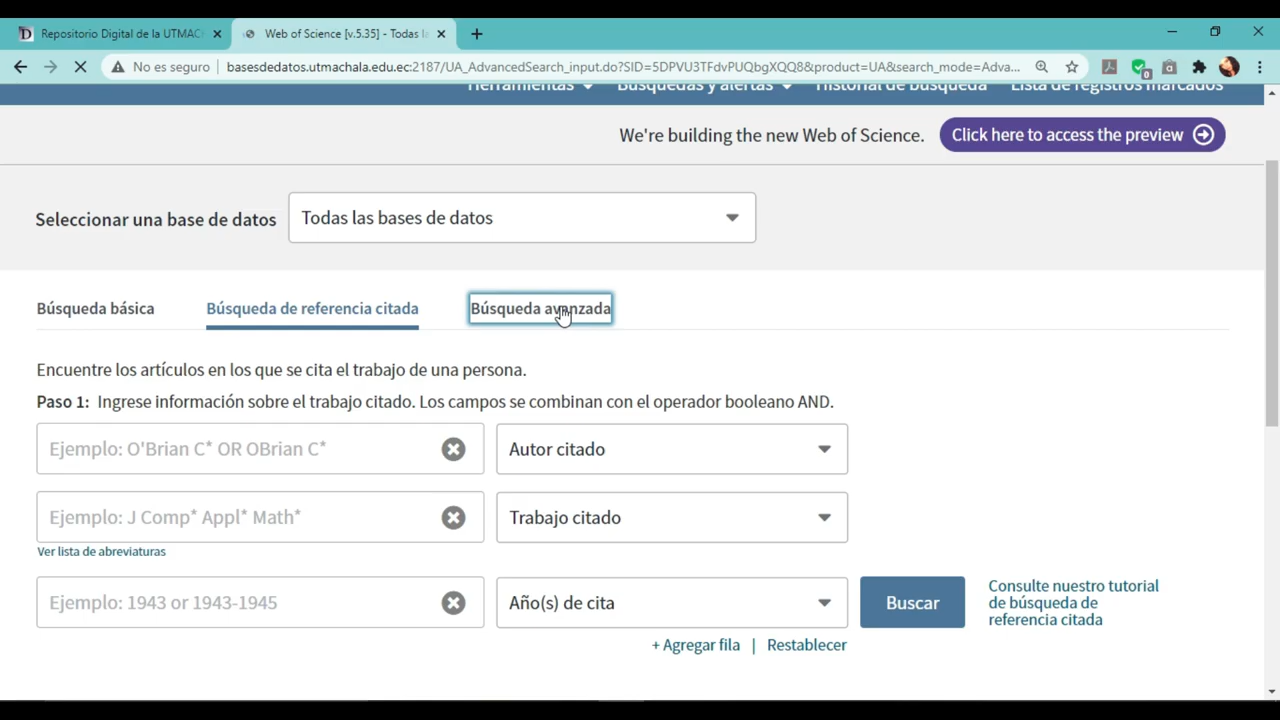 Repositorio Digital de la UTMAC
Web of Science [v.5.35] - Todas la
No es seguro
basesdedatos.utmachala.edu.ec:2187/UA_AdvancedSearch_input.do?SID=5DPVU3TFdvPUQbgXQQ8&product=UA&search_mode=Adva...
0
Herramientas
Búsquedas y alertas
Historial de búsqueda
Lista de registros marcados
We're building the new Web of Science.
Click here to access the preview
Seleccionar una base de datos
Todas las bases de datos
Búsqueda básica
Búsqueda de referencia citada
Búsqueda avanzada
Encuentre los artículos en los que se cita el trabajo de una persona.
Paso 1: Ingrese información sobre el trabajo citado. Los campos se combinan con el operador booleano AND.
Ejemplo: O'Brian C* OR OBrian C*
Autor citado
Ejemplo: J Comp* Appl* Math*
Trabajo citado
Ver lista de abreviaturas
Ejemplo: 1943 or 1943-1945
Año(s) de cita
Buscar
Consulte nuestro tutorial
de búsqueda de
referencia citada
+ Agregar fila | Restablecer